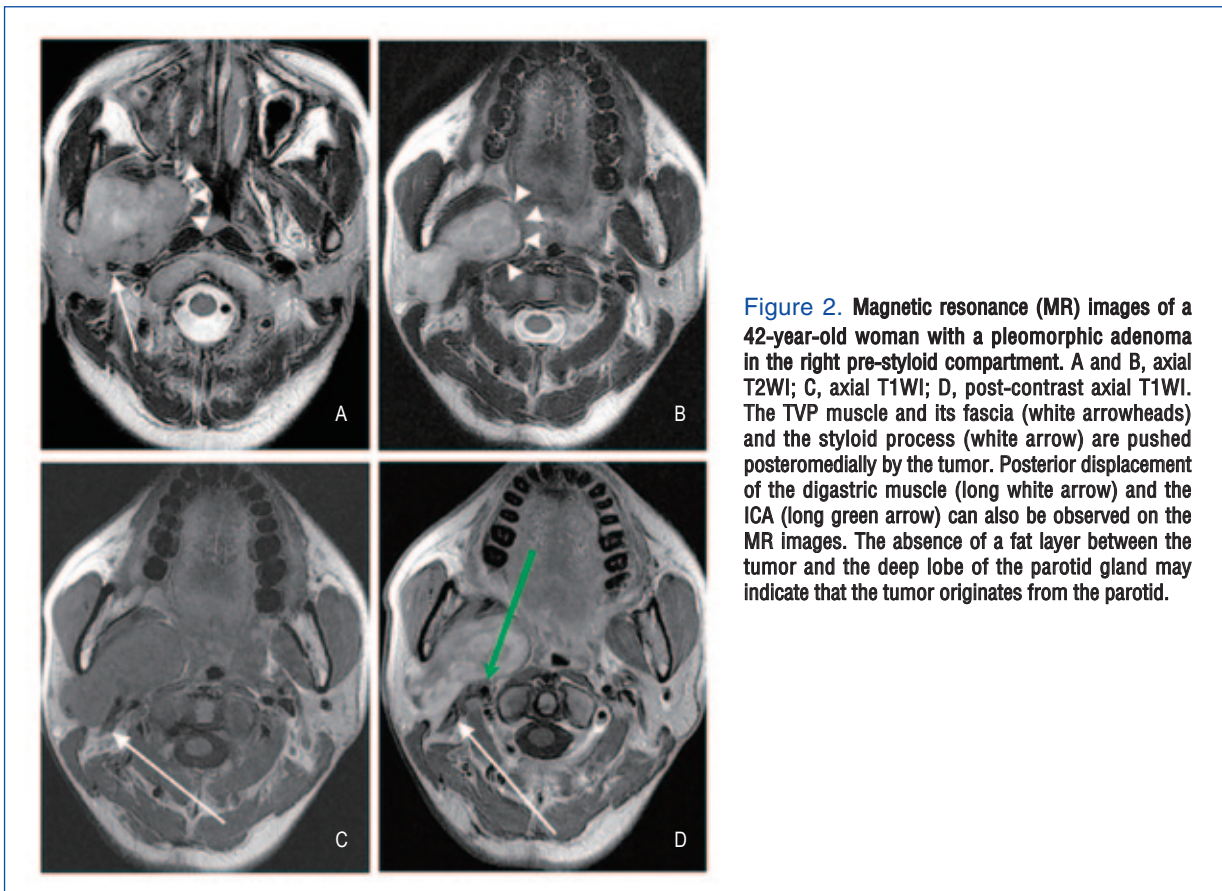 A
B
C
D
Figure 2. Magnetic resonance (MR) images of a
42-year-old woman with a pleomorphic adenoma
in the right pre-styloid compartment. A and B, axial
T2WI; C, axial T1WI; D, post-contrast axial T1WI.
The TVP muscle and its fascia (white arrowheads)
and the styloid process (white arrow) are pushed
posteromedially by the tumor. Posterior displacement
of the digastric muscle (long white arrow) and the
ICA (long green arrow) can also be observed on the
MR images. The absence of a fat layer between the
tumor and the deep lobe of the parotid gland may
indicate that the tumor originates from the parotid.